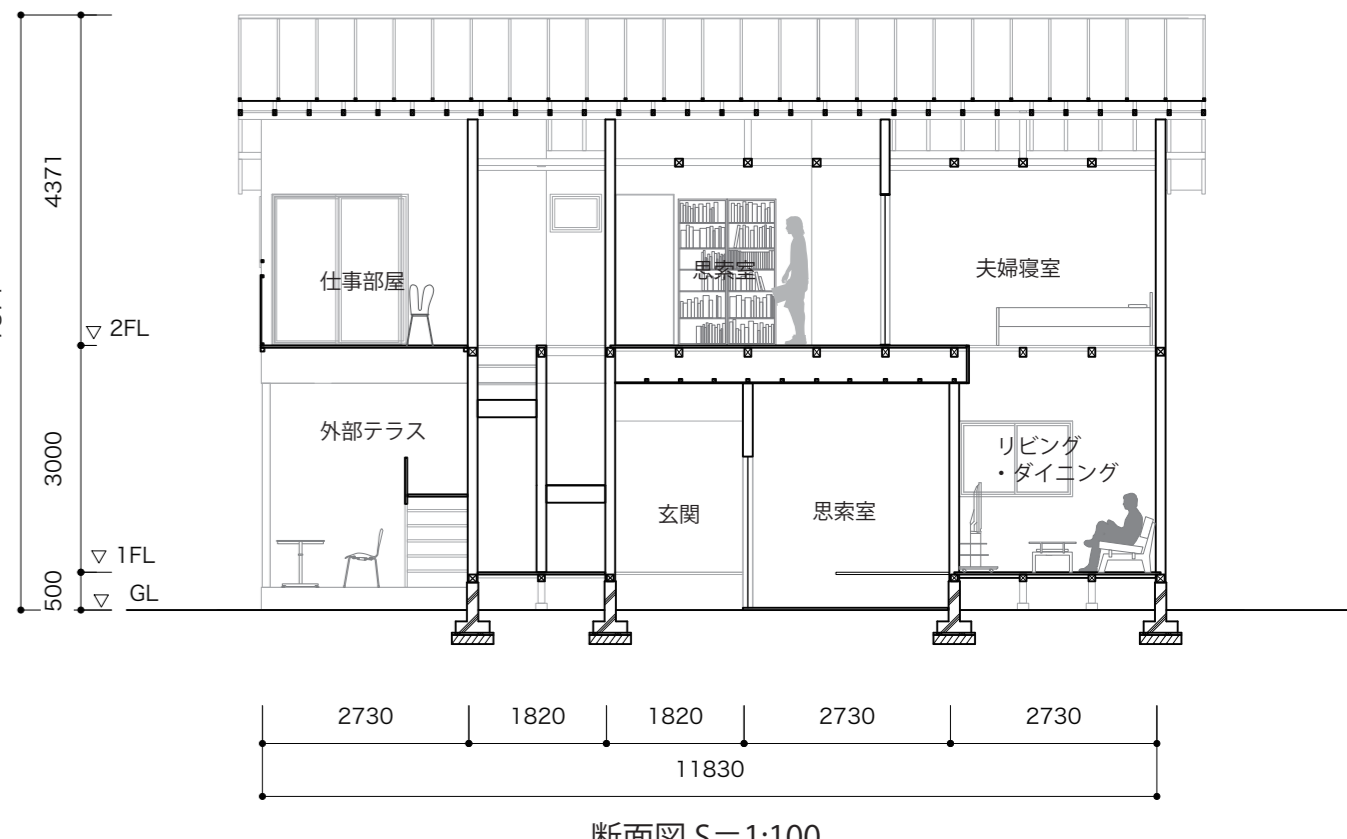 4371
3000
500
2FL
1FL
GL
仕事部屋
思索室
夫婦寝室
外部テラス
玄関
思索室
リビング
・ダイニング
2730
1820
1820
2730
2730
11830
断面図 S=1:100